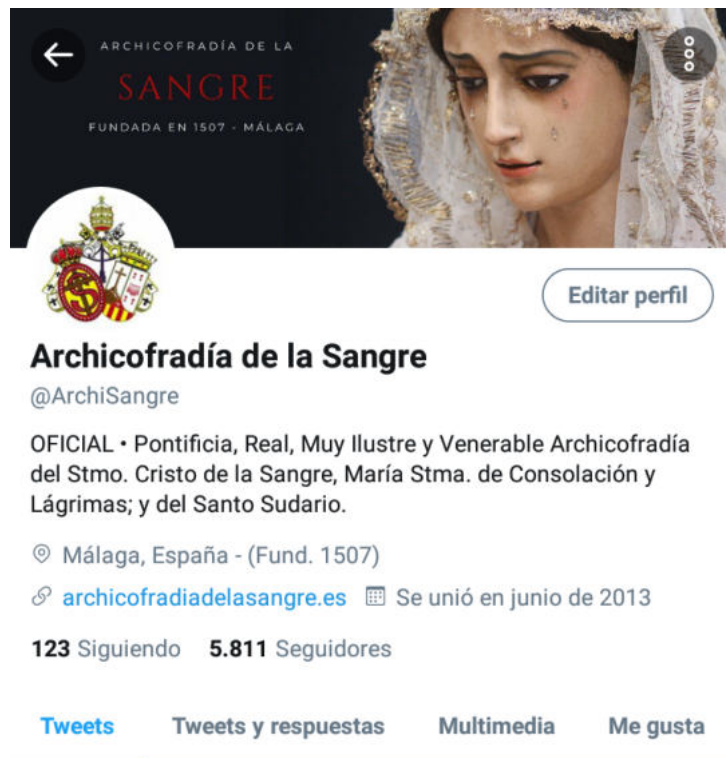 ARCHICOFRADÍA DE LA
SANGRE
FUNDADA EN 1507 - MÁLAGA
Editar perfil
Archicofradía de la Sangre
@ArchiSangre
OFICIAL • Pontificia, Real, Muy Ilustre y Venerable Archicofradía
del Stmo. Cristo de la Sangre, María Stma. de Consolación y
Lágrimas; y del Santo Sudario.
Málaga, España - (Fund. 1507)
archicofradiadelasangre.es Se unió en junio de 2013
123 Siguiendo 5.811 Seguidores
Tweets Tweets y respuestas Multimedia Me gusta